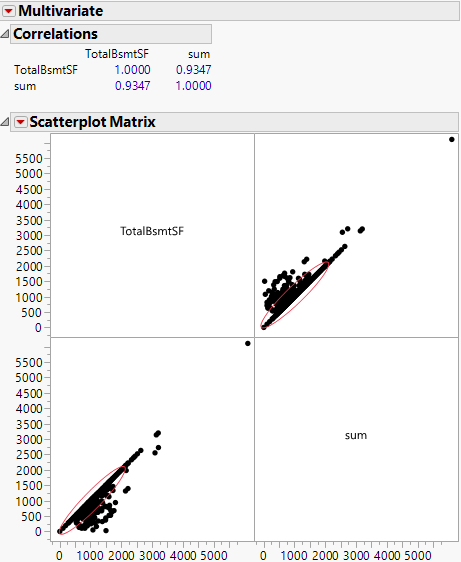 Multivariate
Correlations
TotalBsmtSF sum
TotalBsmtSF 1.0000 0.9347
sum 0.9347 1.0000
Scatterplot Matrix
5500
5000
4500
4000
3500
3000
2500
2000
1500
1000
500
0
TotalBsmtSF
5500
5000
4500
4000
3500
3000
2500
2000
1500
1000
500
0
sum
0 1000 2000 3000 4000 5000 0 1000 2000 3000 4000 5000